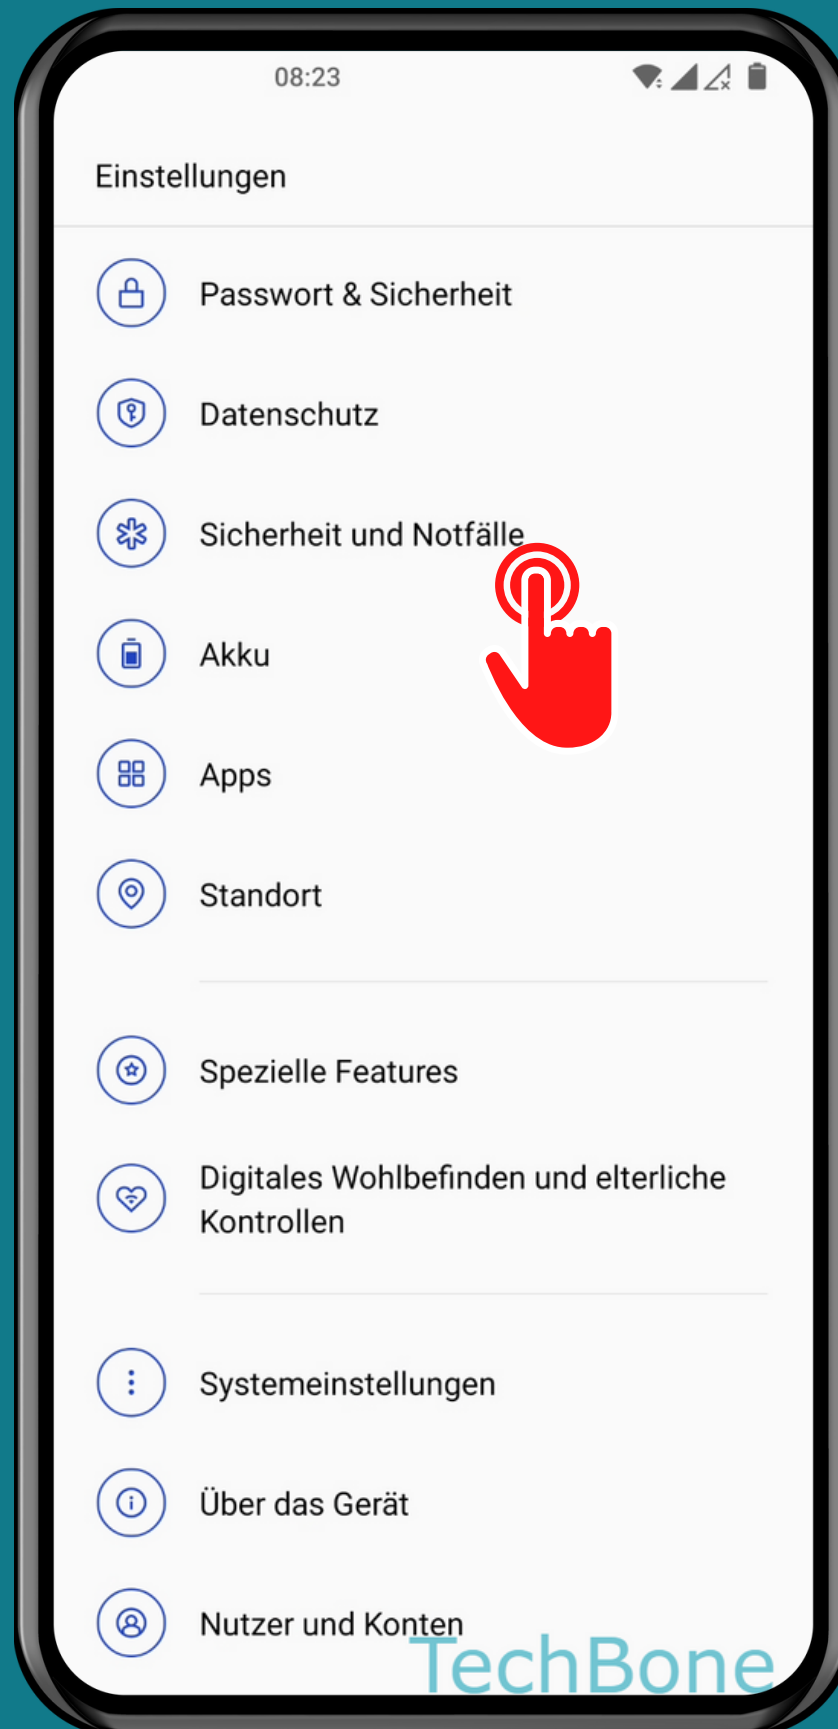 08:23
Einstellungen
Passwort & Sicherheit
Datenschutz
Sicherheit und Notfälle
Akku
Apps
Standort
Spezielle Features
Digitales Wohlbefinden und elterliche
Kontrollen
Systemeinstellungen
Über das Gerät
Nutzer und Konten
TechBone